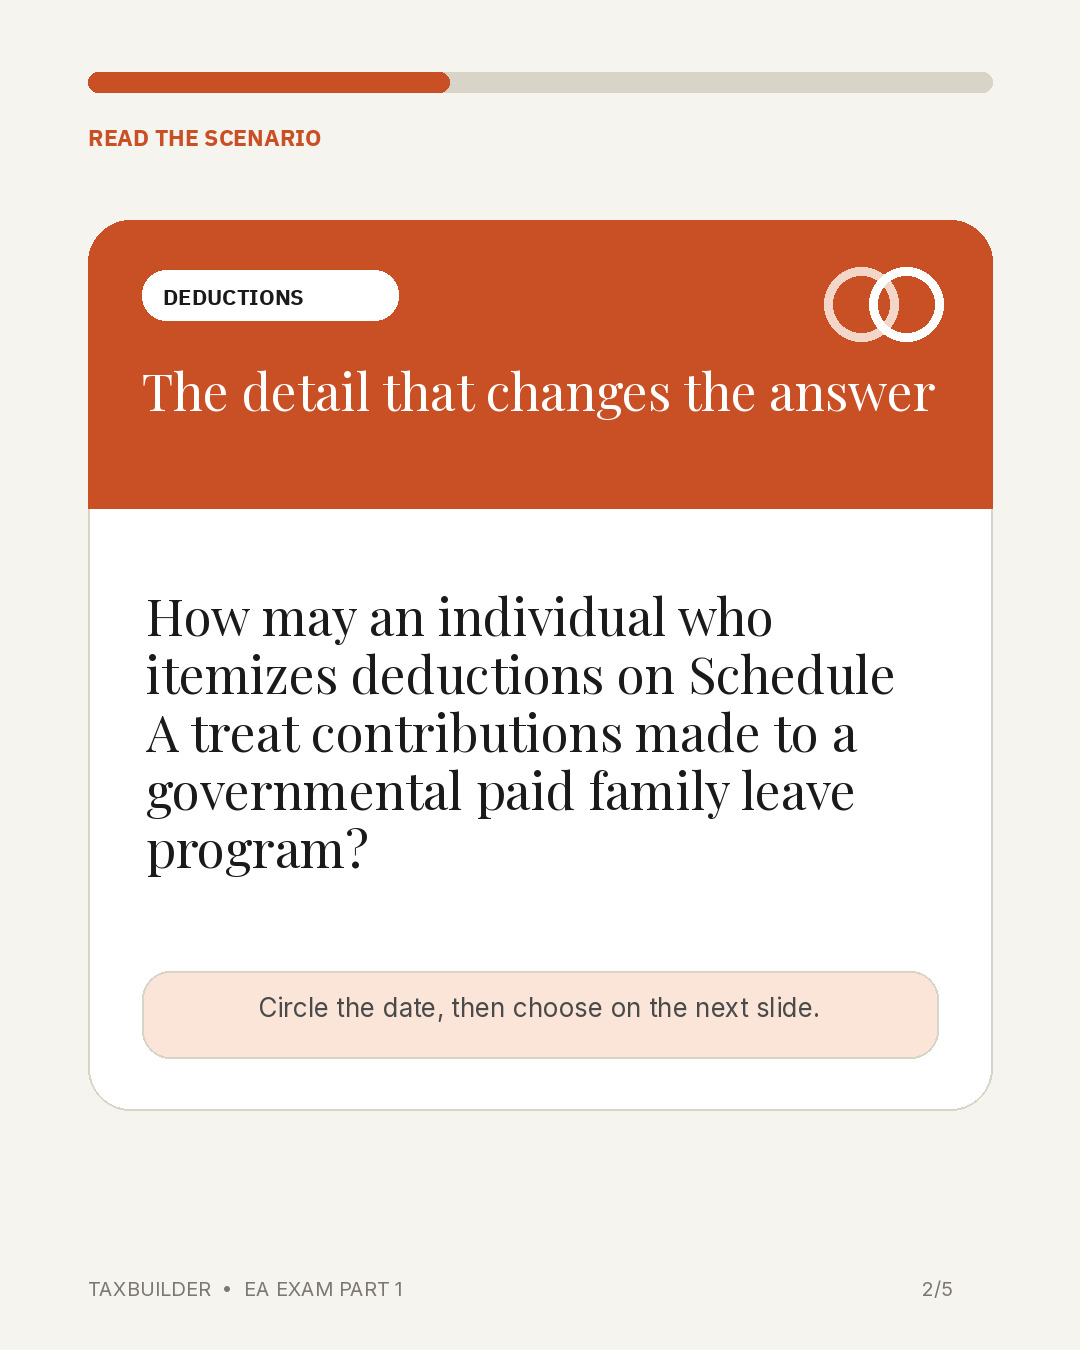 READ THE SCENARIO
DEDUCTIONS
The detail that changes the answer
How may an individual who
itemizes deductions on Schedule
A treat contributions made to a
governmental paid family leave
program?
Circle the date, then choose on the next slide.
TAXBUILDER • EA EXAM PART 1
2/5